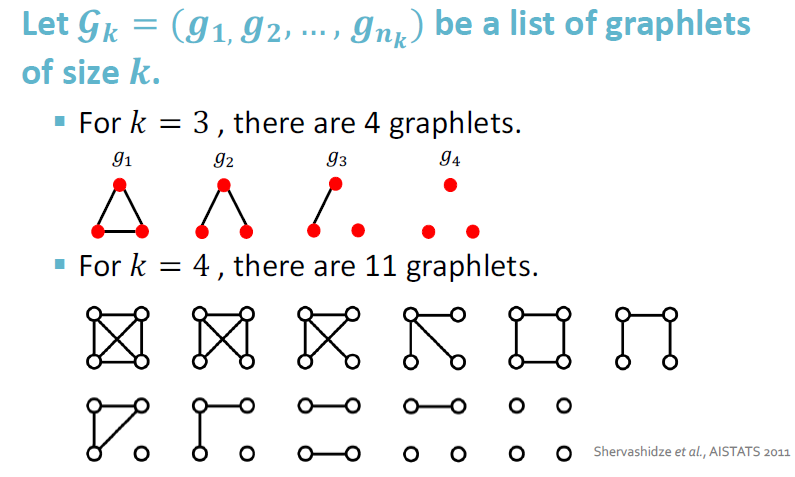 Let 𝒢ₖ = (g₁, g₂, ..., gₙₖ) be a list of graphlets
of size k.
▪ For k = 3 , there are 4 graphlets.
g₁ g₂ g₃ g₄
▪ For k = 4 , there are 11 graphlets.
Shervashidze et al., AISTATS 2011